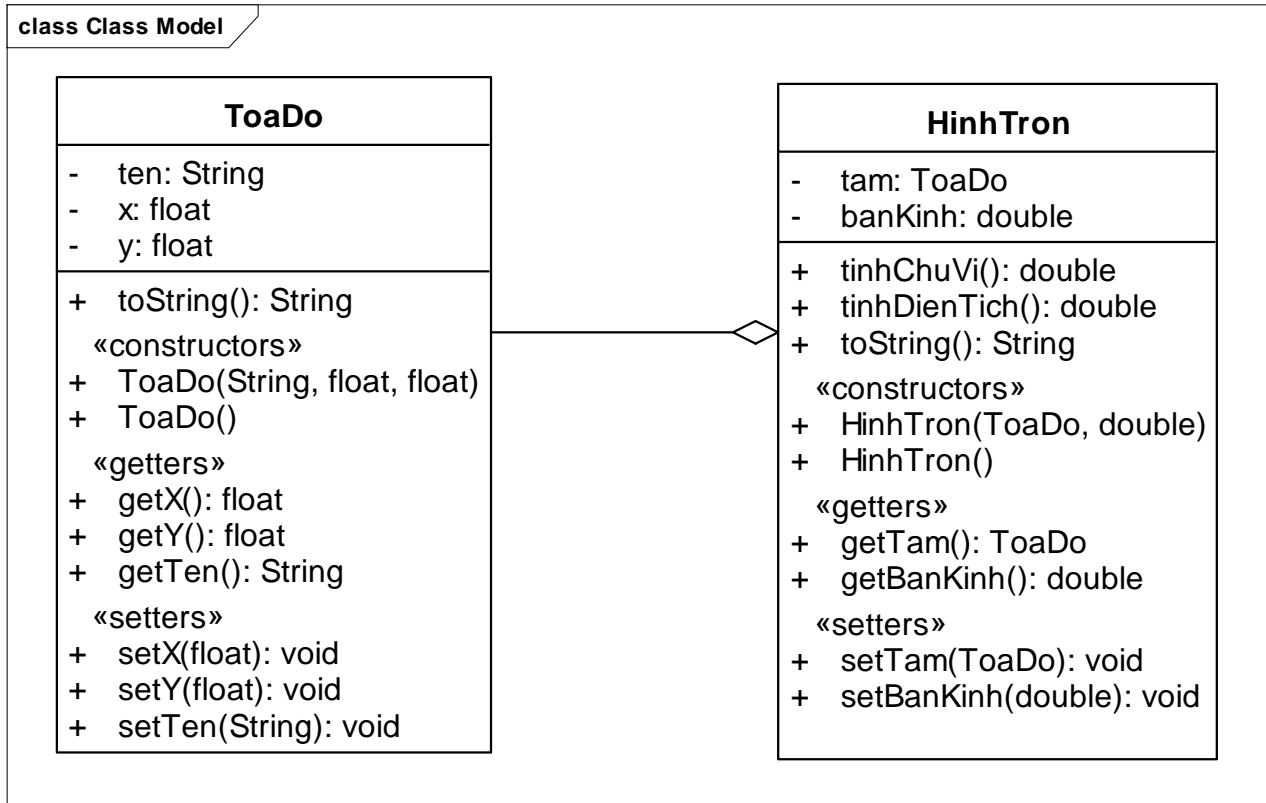 class Class Model
ToaDo
- ten: String
- x: float
- y: float
+ toString(): String
«constructors»
+ ToaDo(String, float, float)
+ ToaDo()
«getters»
+ getX(): float
+ getY(): float
+ getTen(): String
«setters»
+ setX(float): void
+ setY(float): void
+ setTen(String): void
HinhTron
- tam: ToaDo
- banKinh: double
+ tinhChuVi(): double
+ tinhDienTich(): double
+ toString(): String
«constructors»
+ HinhTron(ToaDo, double)
+ HinhTron()
«getters»
+ getTam(): ToaDo
+ getBanKinh(): double
«setters»
+ setTam(ToaDo): void
+ setBanKinh(double): void